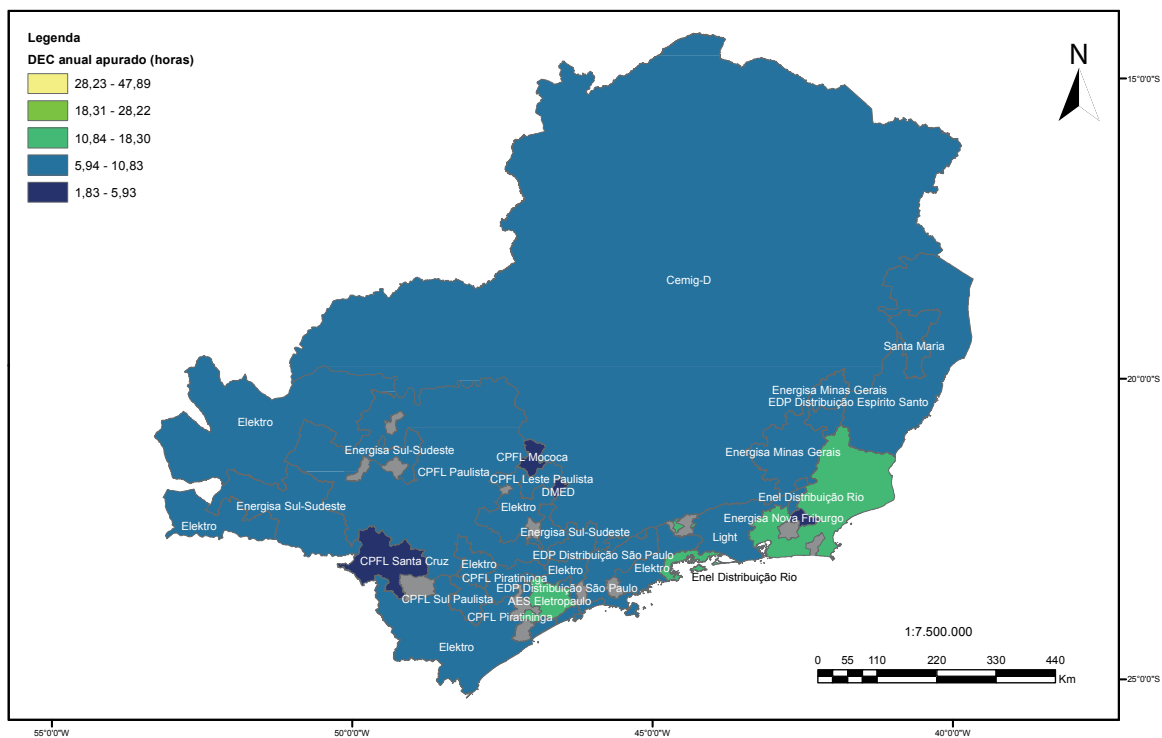 Legenda
DEC anual apurado (horas)
28,23 - 47,89
18,31 - 28,22
10,84 - 18,30
5,94 - 10,83
1,83 - 5,93
N
15°0'0"S
Cemig-D
Santa Maria
20°0'0"S
Energisa Minas Gerais
EDP Distribuição Espírito Santo
Elektro
Energisa Sul-Sudeste
Energisa Minas Gerais
CPFL Mococa
CPFL Paulista
CPFL Leste Paulista
DMED
Enel Distribuição Rio
Energisa Sul-Sudeste
Elektro
Energisa Nova Friburgo
Elektro
Energisa Sul-Sudeste
Light
EDP Distribuição São Paulo
CPFL Santa Cruz
Elektro
Elektro
Elektro
CPFL Piratininga
Enel Distribuição Rio
EDP Distribuição São Paulo
CPFL Sul Paulista
AES Eletropaulo
CPFL Piratininga
Elektro
1:7.500.000
0 55 110 220 330 440
Km
25°0'0"S
55°0'0"W 50°0'0"W 45°0'0"W 40°0'0"W